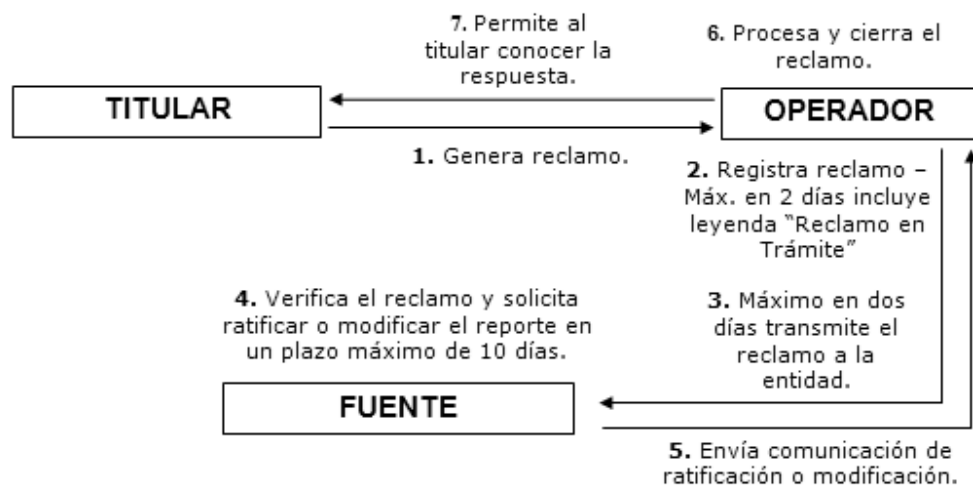 7. Permite al
titular conocer la
respuesta.
6. Procesa y cierra el
reclamo.
TITULAR
OPERADOR
1. Genera reclamo.
2. Registra reclamo –
Máx. en 2 días incluye
leyenda “Reclamo en
Trámite”
4. Verifica el reclamo y solicita
ratificar o modificar el reporte en
un plazo máximo de 10 días.
3. Máximo en dos
días transmite el
reclamo a la
entidad.
FUENTE
5. Envía comunicación de
ratificación o modificación.